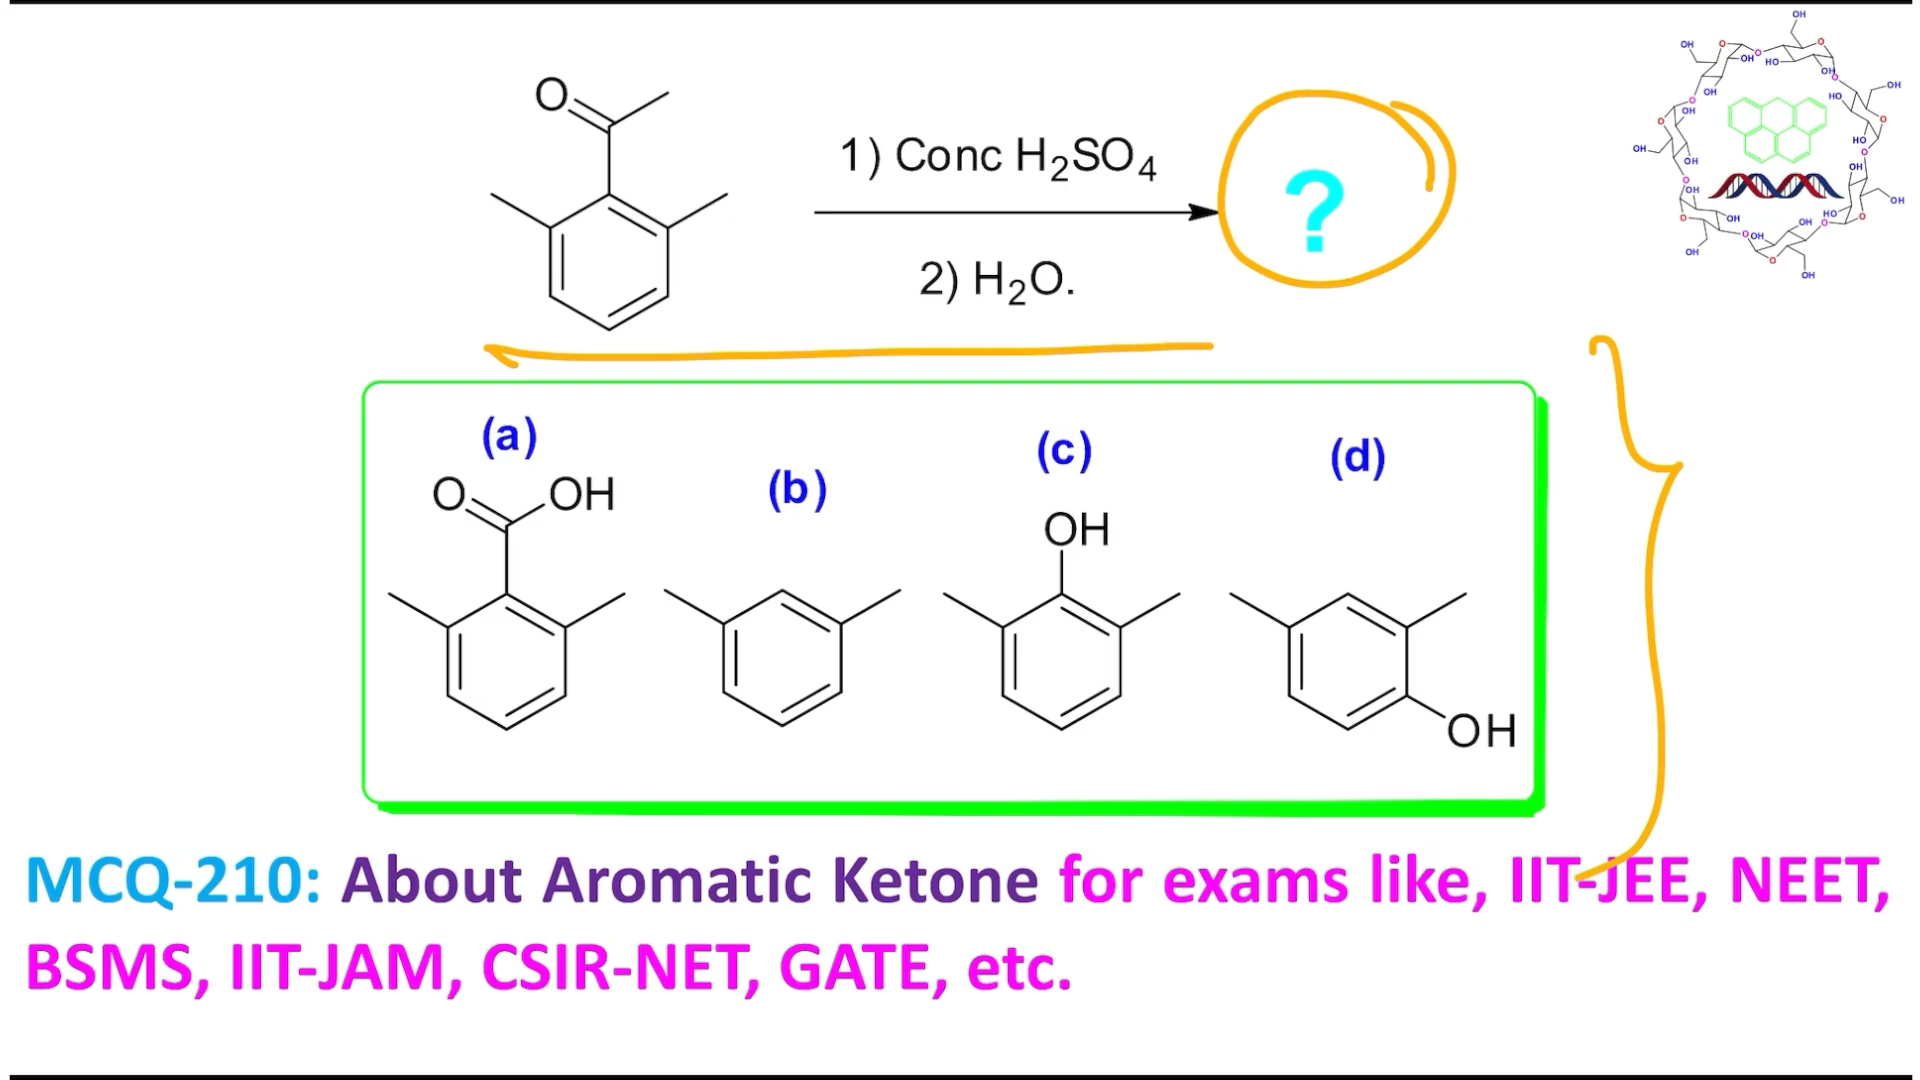 O
1) Conc H2SO4
?
2) H2O.
(a)
(b)
(c)
(d)
O OH
OH
OH
MCQ-210: About Aromatic Ketone for exams like, IIT-JEE, NEET,
BSMS, IIT-JAM, CSIR-NET, GATE, etc.